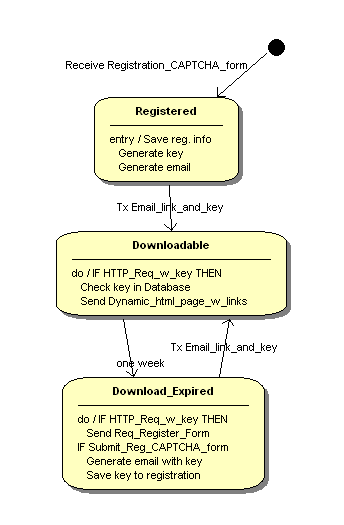 Receive Registration_CAPTCHA_form
Registered
entry / Save reg. info
Generate key
Generate email
Tx Email_link_and_key
Downloadable
do / IF HTTP_Req_w_key THEN
Check key in Database
Send Dynamic_html_page_w_links
Tx Email_link_and_key
one week
Download_Expired
do / IF HTTP_Req_w_key THEN
Send Req_Register_Form
IF Submit_Reg_CAPTCHA_form
Generate email with key
Save key to registration